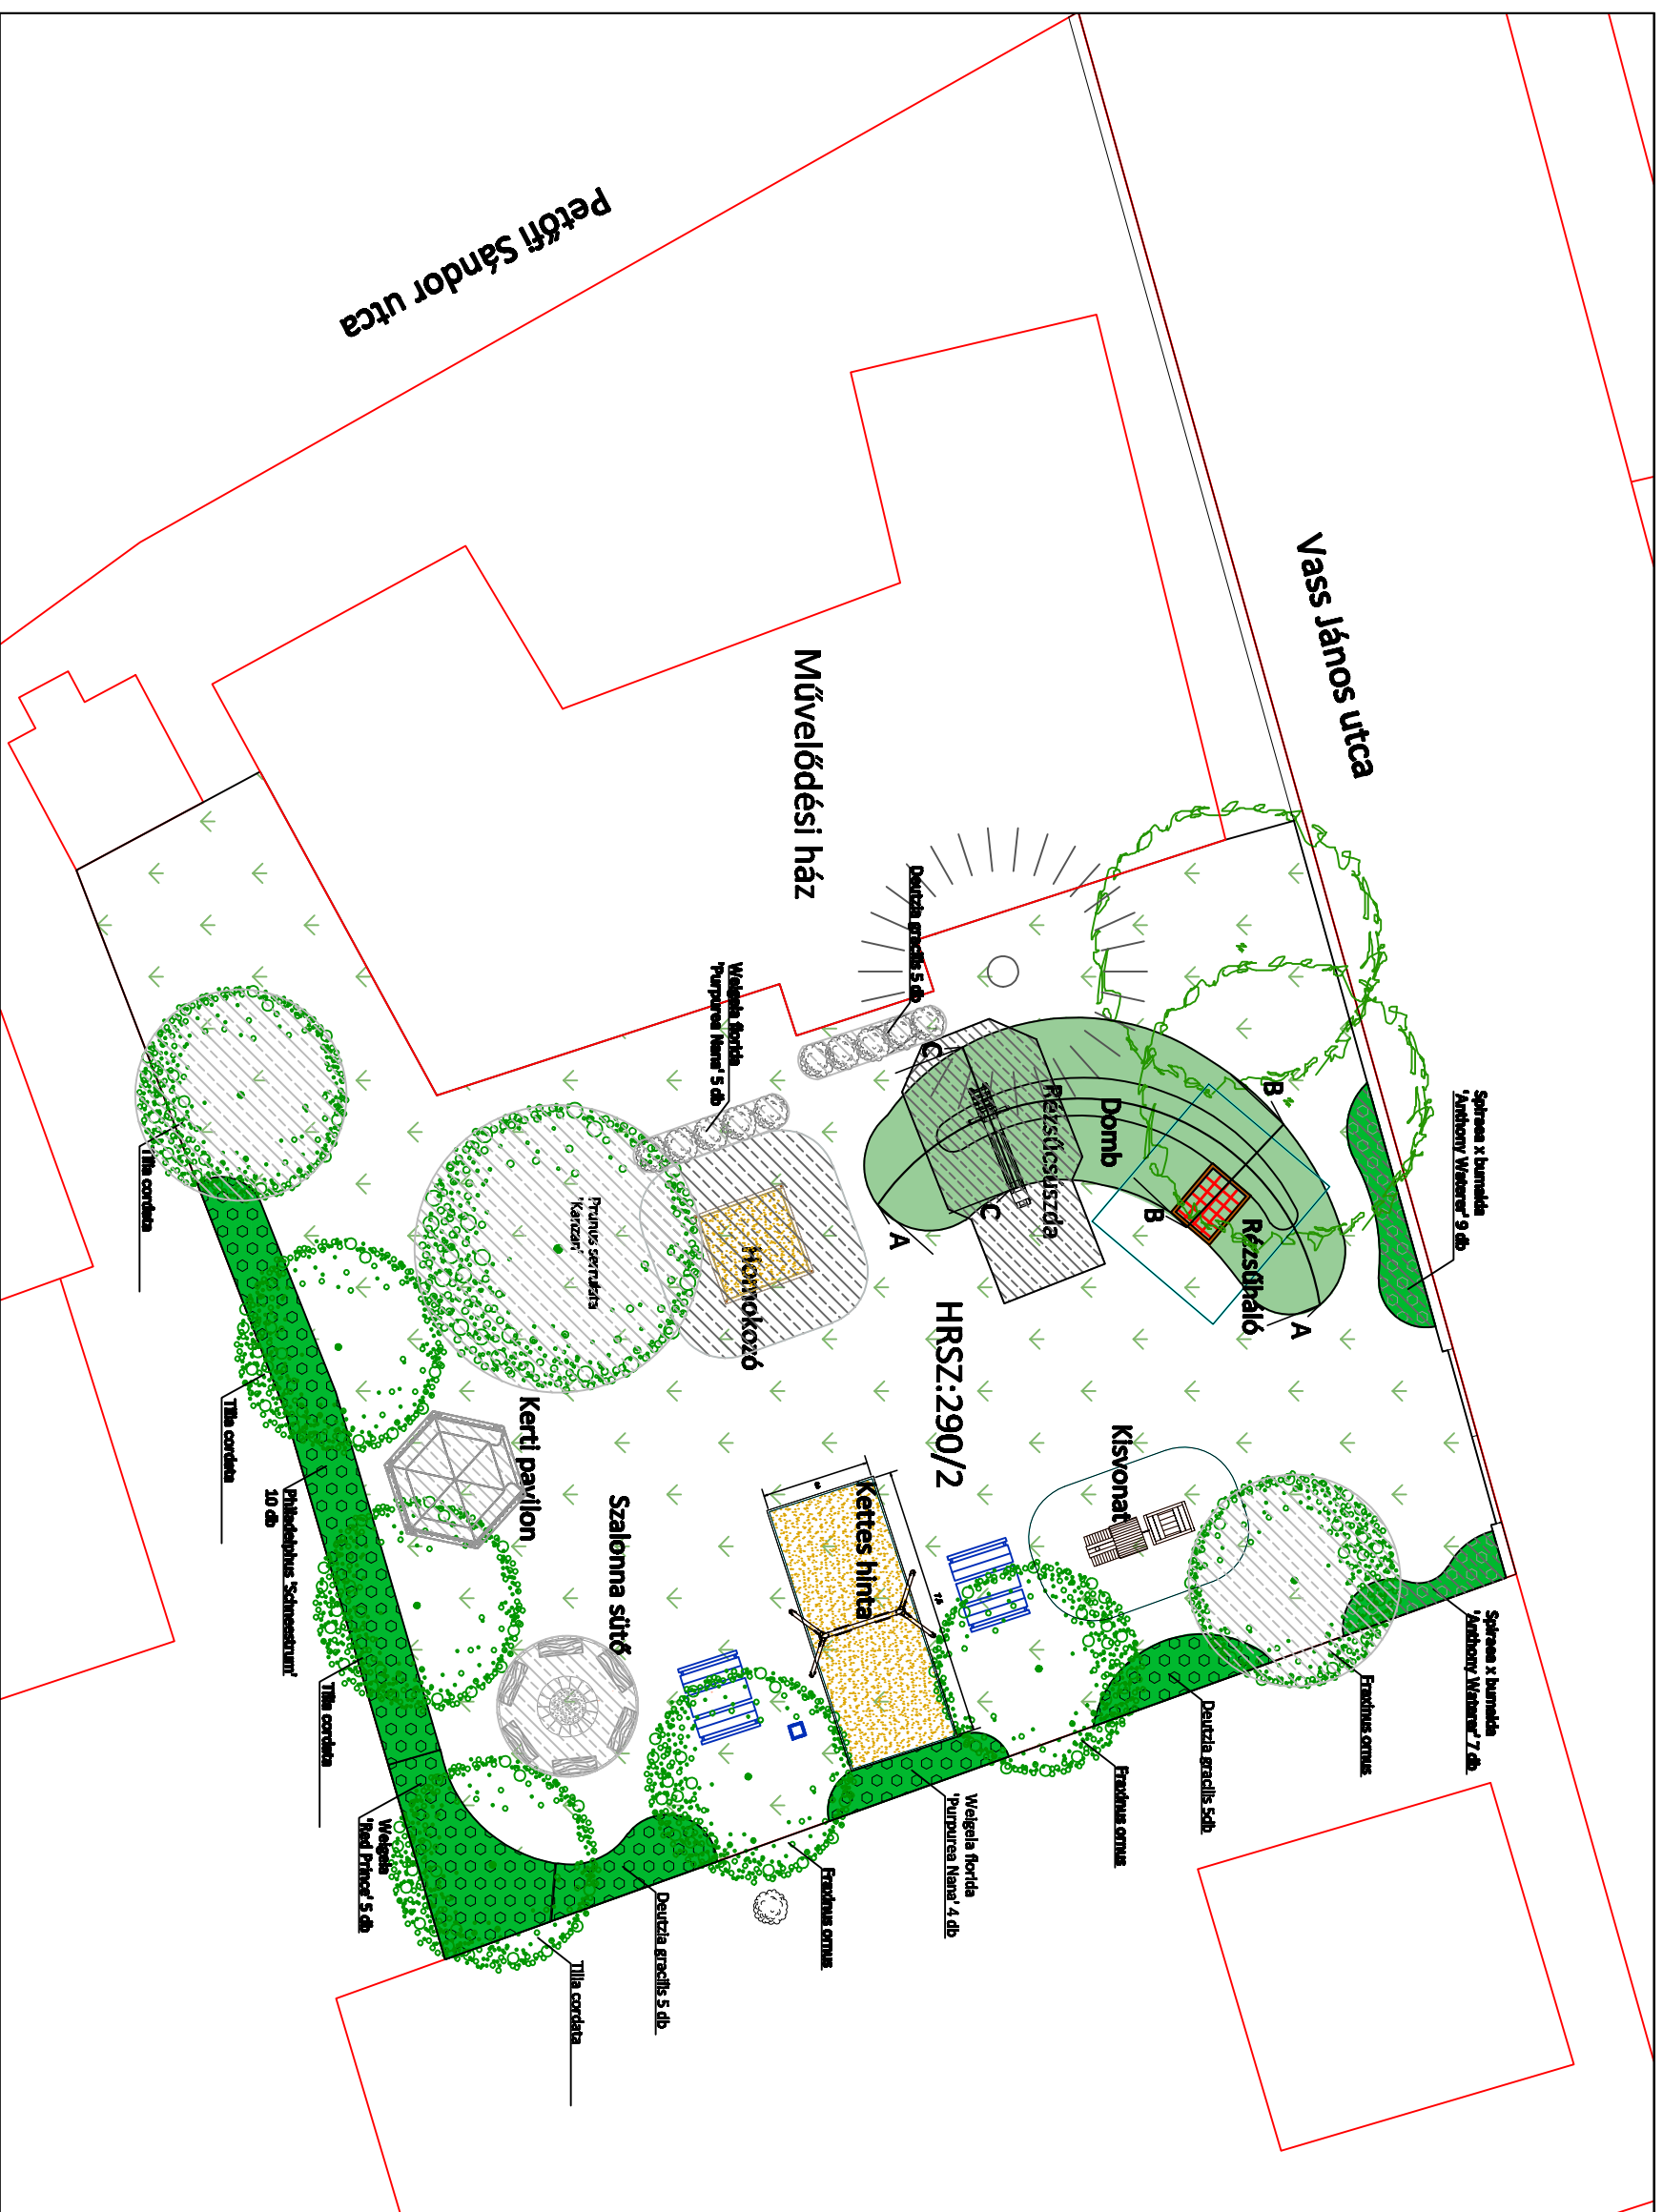 Petőfi Sándor utca
Vass János utca
Művelődési ház
Deutzia gracilis 5 db
Weigela florida
'Purpurea Nana' 5 db
Spiraea x bumalda
'Anthony Waterer' 9 db
Domb
Rézsűcsuszda
Rézsűháló
A
A
B
B
C
C
HRSZ:290/2
Homokozó
Prunus serrulata
'Kanzan'
Tilia cordata
Tilia cordata
Kerti pavilon
Philadelphus 'Schneestrum'
10 db
Szalonna sütő
Kettes hinta
Kisvonat
Tilia cordata
Weigela
'Red Prince' 5 db
Tilia cordata
Deutzia gracilis 5 db
Fraxinus ornus
Weigela florida
'Purpurea Nana' 4 db
Fraxinus ornus
Deutzia gracilis 5db
Fraxinus ornus
Spiraea x bumalda
'Anthony Waterer' 7 db